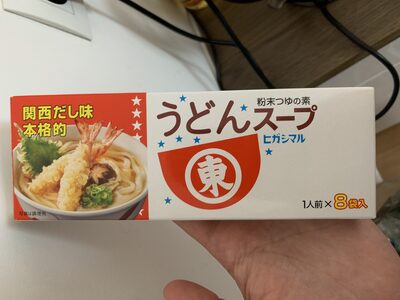 関西だし味
本格的
粉末つゆの素
うどんスープ
ヒガシマル
東
1人前×8袋入